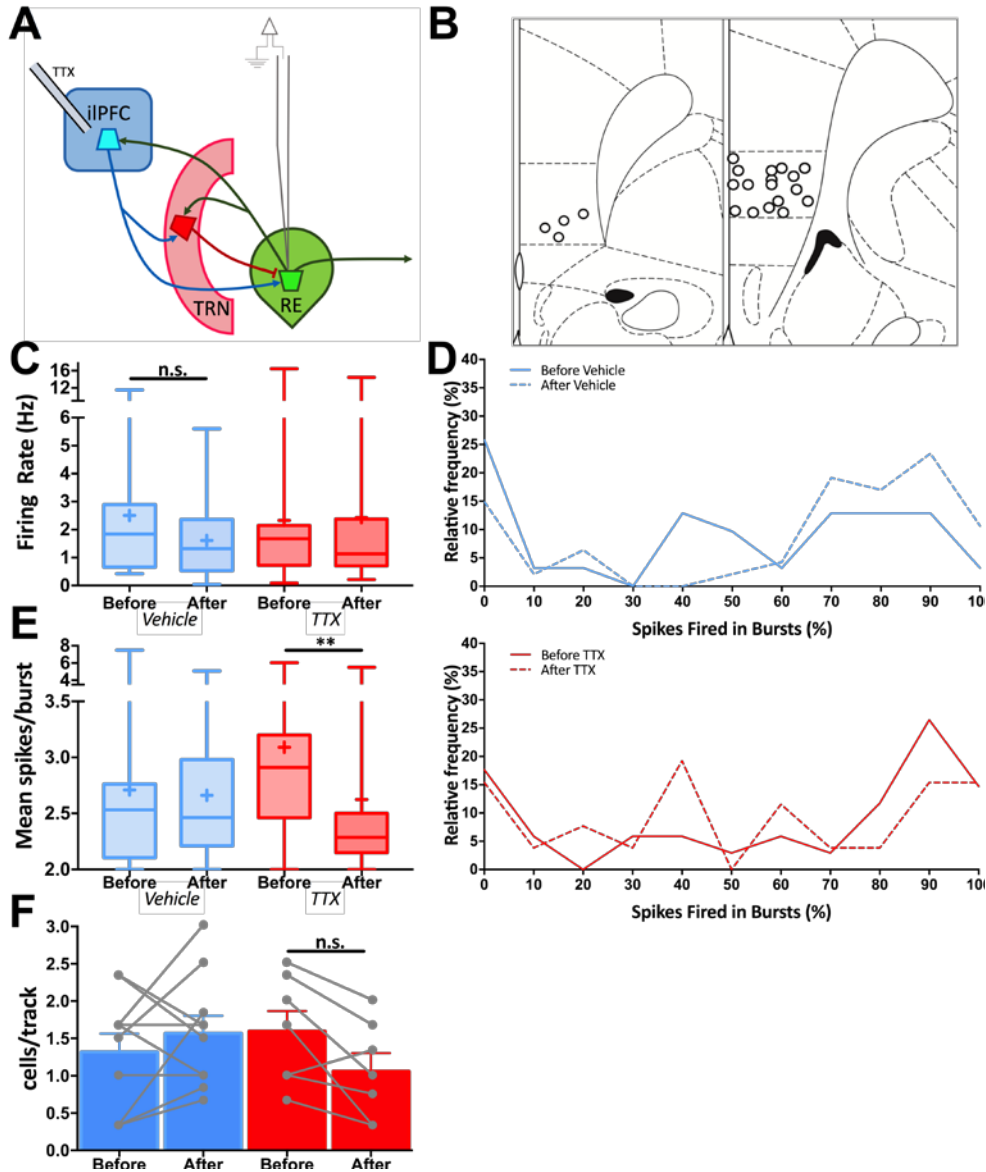 A
TTX
ilPFC
TRN
RE
B
C
n.s.
Firing Rate (Hz)
16
12
6
5
4
3
2
1
0
Before After Before After
Vehicle TTX
D
Before Vehicle
After Vehicle
Relative frequency (%)
40
35
30
25
20
15
10
5
0
0 10 20 30 40 50 60 70 80 90 100
Spikes Fired in Bursts (%)
E
**
Mean spikes/burst
8
6
4
3.5
3.0
2.5
2.0
Before After Before After
Vehicle TTX
Before TTX
After TTX
Relative frequency (%)
40
35
30
25
20
15
10
5
0
0 10 20 30 40 50 60 70 80 90 100
Spikes Fired in Bursts (%)
F
n.s.
cells/track
3.0
2.5
2.0
1.5
1.0
0.5
0.0
Before After Before After